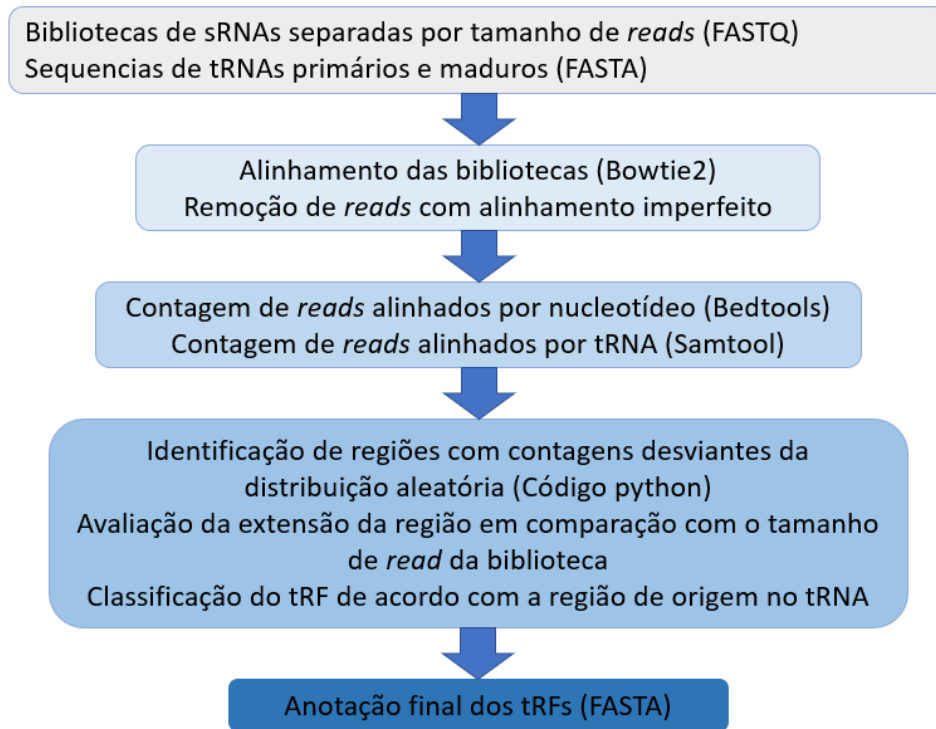 Bibliotecas de sRNAs separadas por tamanho de reads (FASTQ)
Sequencias de tRNAs primários e maduros (FASTA)
Alinhamento das bibliotecas (Bowtie2)
Remoção de reads com alinhamento imperfeito
Contagem de reads alinhados por nucleotídeo (Bedtools)
Contagem de reads alinhados por tRNA (Samtool)
Identificação de regiões com contagens desviantes da
distribuição aleatória (Código python)
Avaliação da extensão da região em comparação com o tamanho
de read da biblioteca
Classificação do tRF de acordo com a região de origem no tRNA
Anotação final dos tRFs (FASTA)